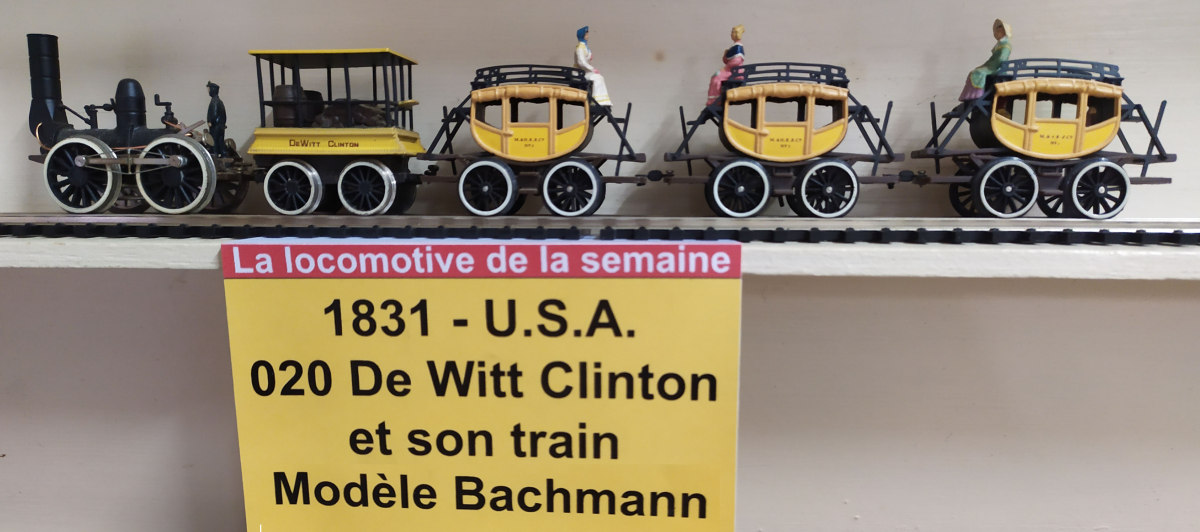 DeWitt Clinton
La locomotive de la semaine
1831 - U.S.A.
020 De Witt Clinton
et son train
Modèle Bachmann